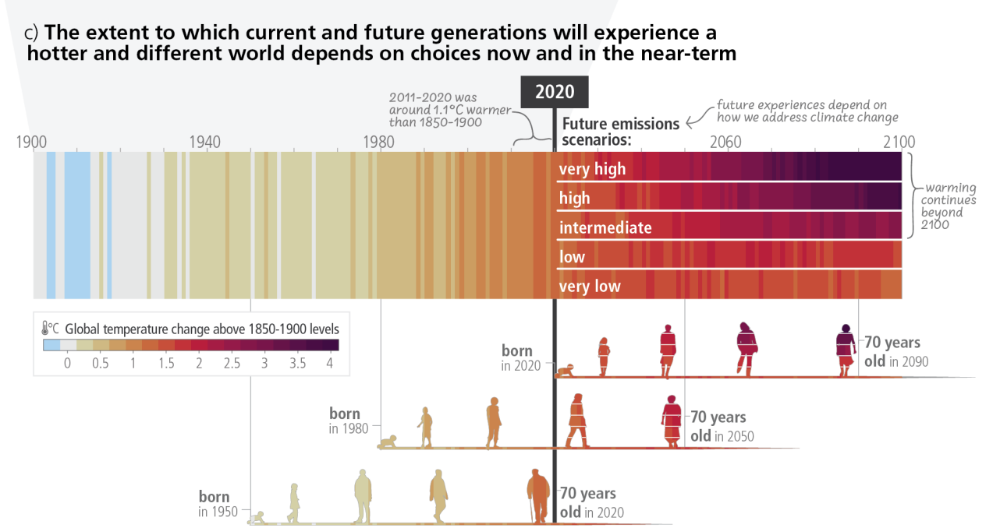 c) The extent to which current and future generations will experience a
hotter and different world depends on choices now and in the near-term
2020
2011-2020 was
around 1.1°C warmer
than 1850-1900
future experiences depend on
how we address climate change
Future emissions
scenarios:
1900
1940
1980
2060
2100
very high
high
intermediate
low
very low
warming
continues
beyond
2100
°C Global temperature change above 1850-1900 levels
0 0.5 1 1.5 2 2.5 3 3.5 4
born
in 2020
70 years
old in 2090
born
in 1980
70 years
old in 2050
born
in 1950
70 years
old in 2020